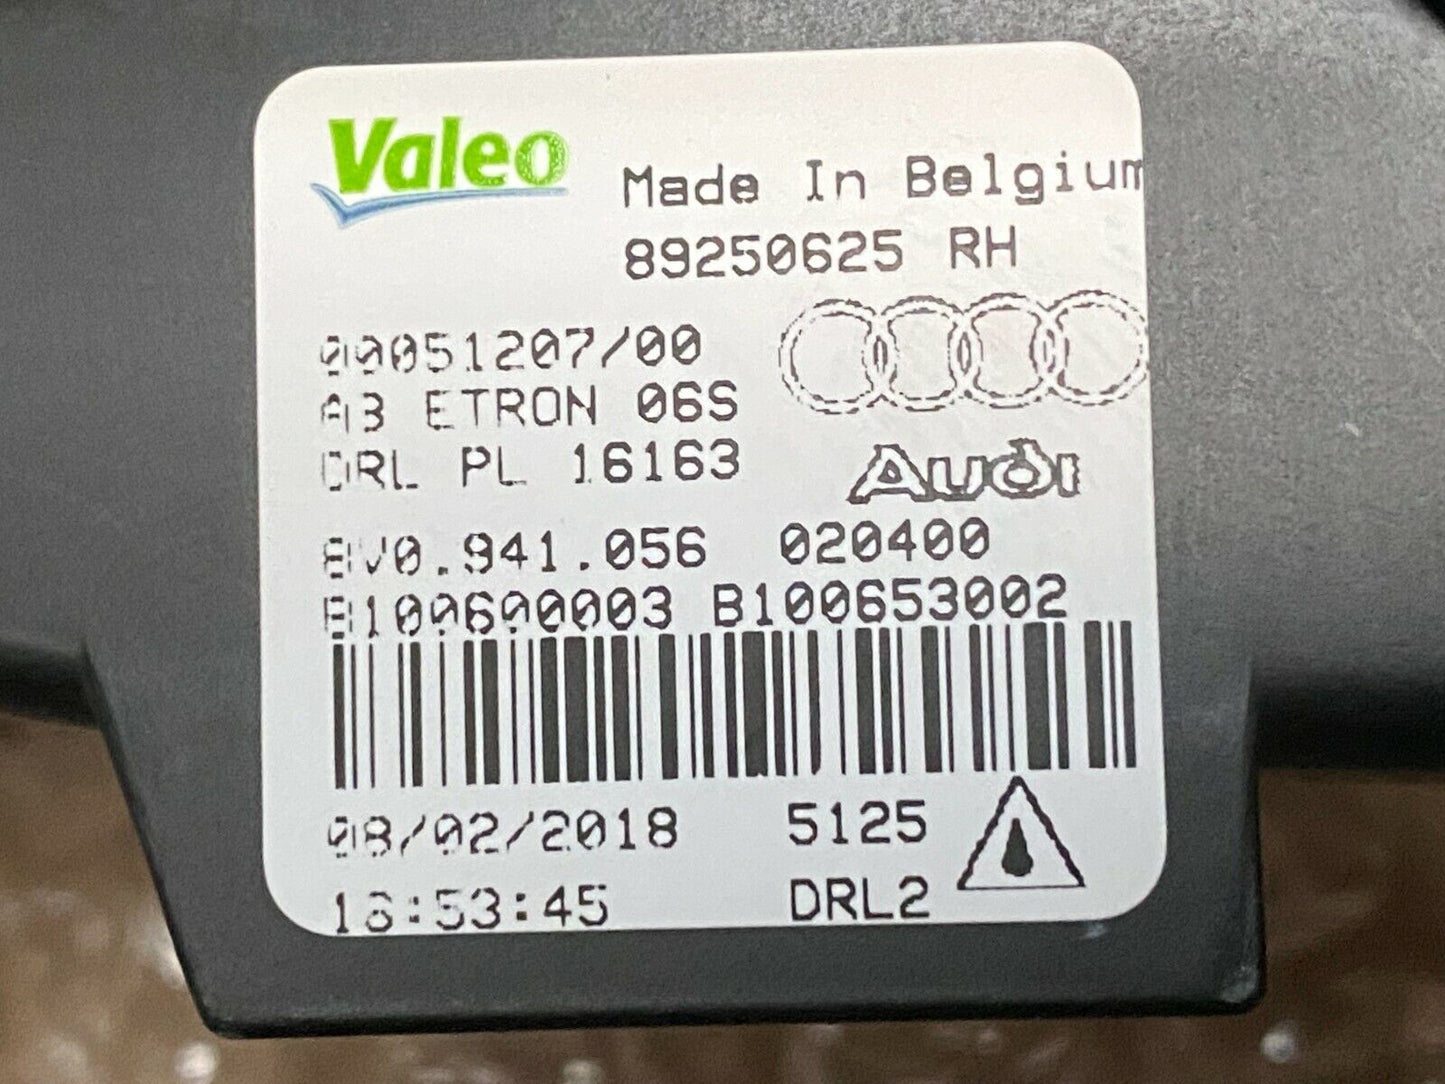 Valeo
Made In Belgium
89250625 RH
00051207/00
A3 ETRON 06S
DRL PL 16163
Audi
8V0.941.056 020400
B100600003 B100653002
08/02/2018 5125
:53:45 DRL2